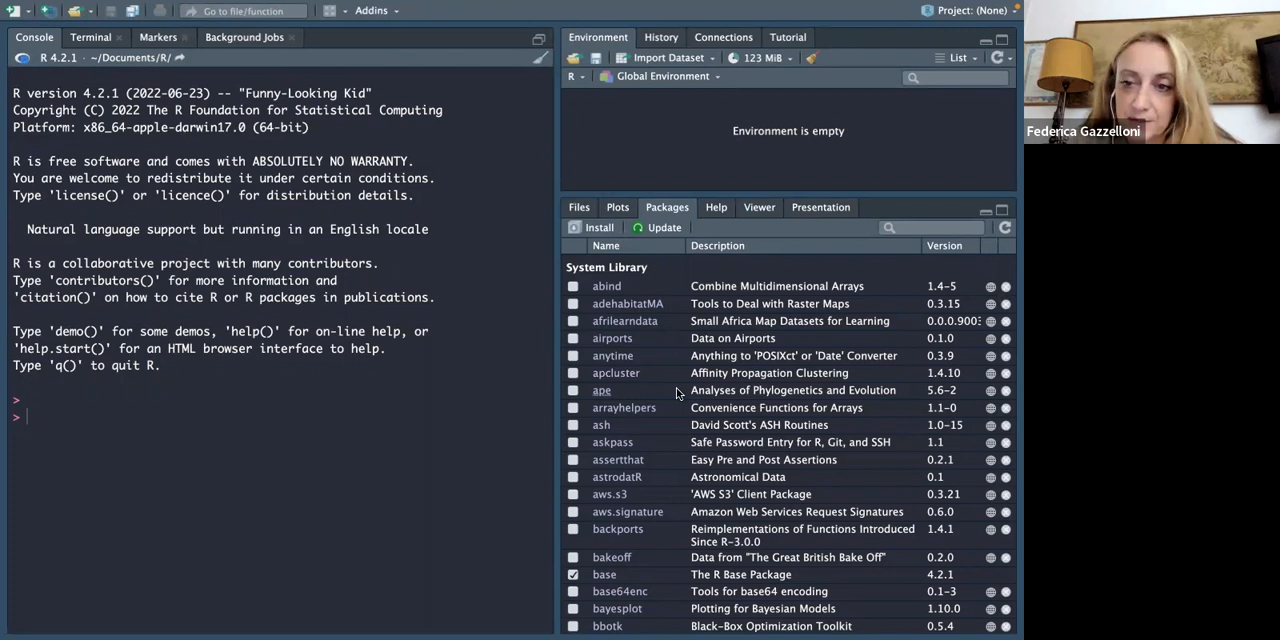 Go to file/function
Addins
Project: (None)
Console
Terminal
Markers
Background Jobs
R 4.2.1 · ~/Documents/R/
R version 4.2.1 (2022-06-23) -- "Funny-Looking Kid"
Copyright (C) 2022 The R Foundation for Statistical Computing
Platform: x86_64-apple-darwin17.0 (64-bit)
R is free software and comes with ABSOLUTELY NO WARRANTY.
You are welcome to redistribute it under certain conditions.
Type 'license()' or 'licence()' for distribution details.
Natural language support but running in an English locale
R is a collaborative project with many contributors.
Type 'contributors()' for more information and
'citation()' on how to cite R or R packages in publications.
Type 'demo()' for some demos, 'help()' for on-line help, or
'help.start()' for an HTML browser interface to help.
Type 'q()' to quit R.
>
>
Environment
History
Connections
Tutorial
Import Dataset
123 MiB
List
R
Global Environment
Environment is empty
Files
Plots
Packages
Help
Viewer
Presentation
Install
Update
Name Description Version
System Library
abind Combine Multidimensional Arrays 1.4-5
adehabitatMA Tools to Deal with Raster Maps 0.3.15
afrilearndata Small Africa Map Datasets for Learning 0.0.0.9003
airports Data on Airports 0.1.0
anytime Anything to 'POSIXct' or 'Date' Converter 0.3.9
apcluster Affinity Propagation Clustering 1.4.10
ape Analyses of Phylogenetics and Evolution 5.6-2
arrayhelpers Convenience Functions for Arrays 1.1-0
ash David Scott's ASH Routines 1.0-15
askpass Safe Password Entry for R, Git, and SSH 1.1
assertthat Easy Pre and Post Assertions 0.2.1
astrodatR Astronomical Data 0.1
aws.s3 'AWS S3' Client Package 0.3.21
aws.signature Amazon Web Services Request Signatures 0.6.0
backports Reimplementations of Functions Introduced 1.4.1
Since R-3.0.0
bakeoff Data from "The Great British Bake Off" 0.2.0
base The R Base Package 4.2.1
base64enc Tools for base64 encoding 0.1-3
bayesplot Plotting for Bayesian Models 1.10.0
bbotk Black-Box Optimization Toolkit 0.5.4
Federica Gazzelloni